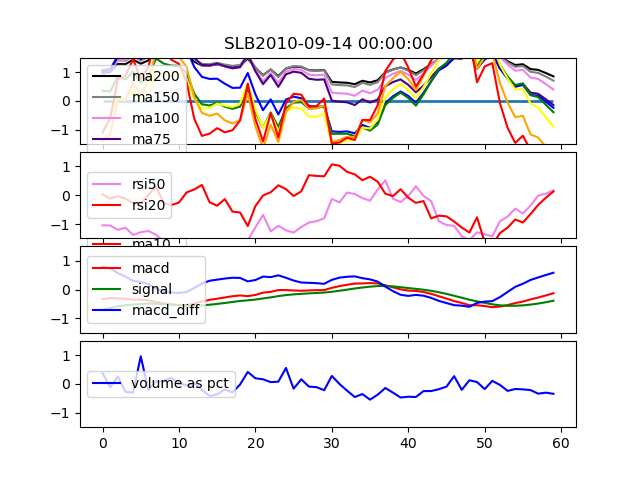 SLB2010-09-14 00:00:00
1
0
−1
ma200
ma150
ma100
ma75
1
0
−1
rsi50
rsi20
ma10
1
0
−1
macd
signal
macd_diff
1
0
−1
volume as pct
0 10 20 30 40 50 60